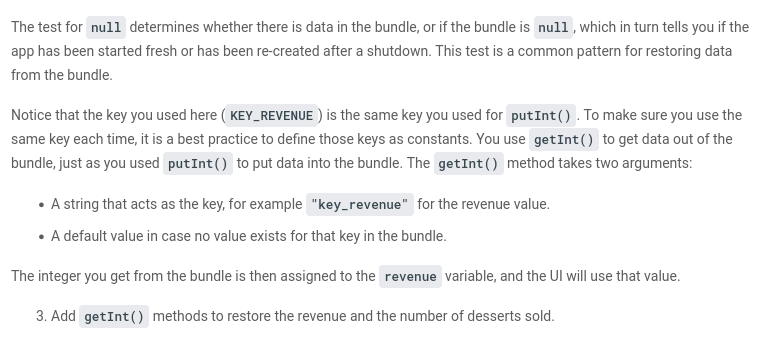 The test for null determines whether there is data in the bundle, or if the bundle is null, which in turn tells you if the
app has been started fresh or has been re-created after a shutdown. This test is a common pattern for restoring data
from the bundle.
Notice that the key you used here (KEY_REVENUE) is the same key you used for putInt(). To make sure you use the
same key each time, it is a best practice to define those keys as constants. You use getInt() to get data out of the
bundle, just as you used putInt() to put data into the bundle. The getInt() method takes two arguments:
• A string that acts as the key, for example "key_revenue" for the revenue value.
• A default value in case no value exists for that key in the bundle.
The integer you get from the bundle is then assigned to the revenue variable, and the UI will use that value.
3. Add getInt() methods to restore the revenue and the number of desserts sold.